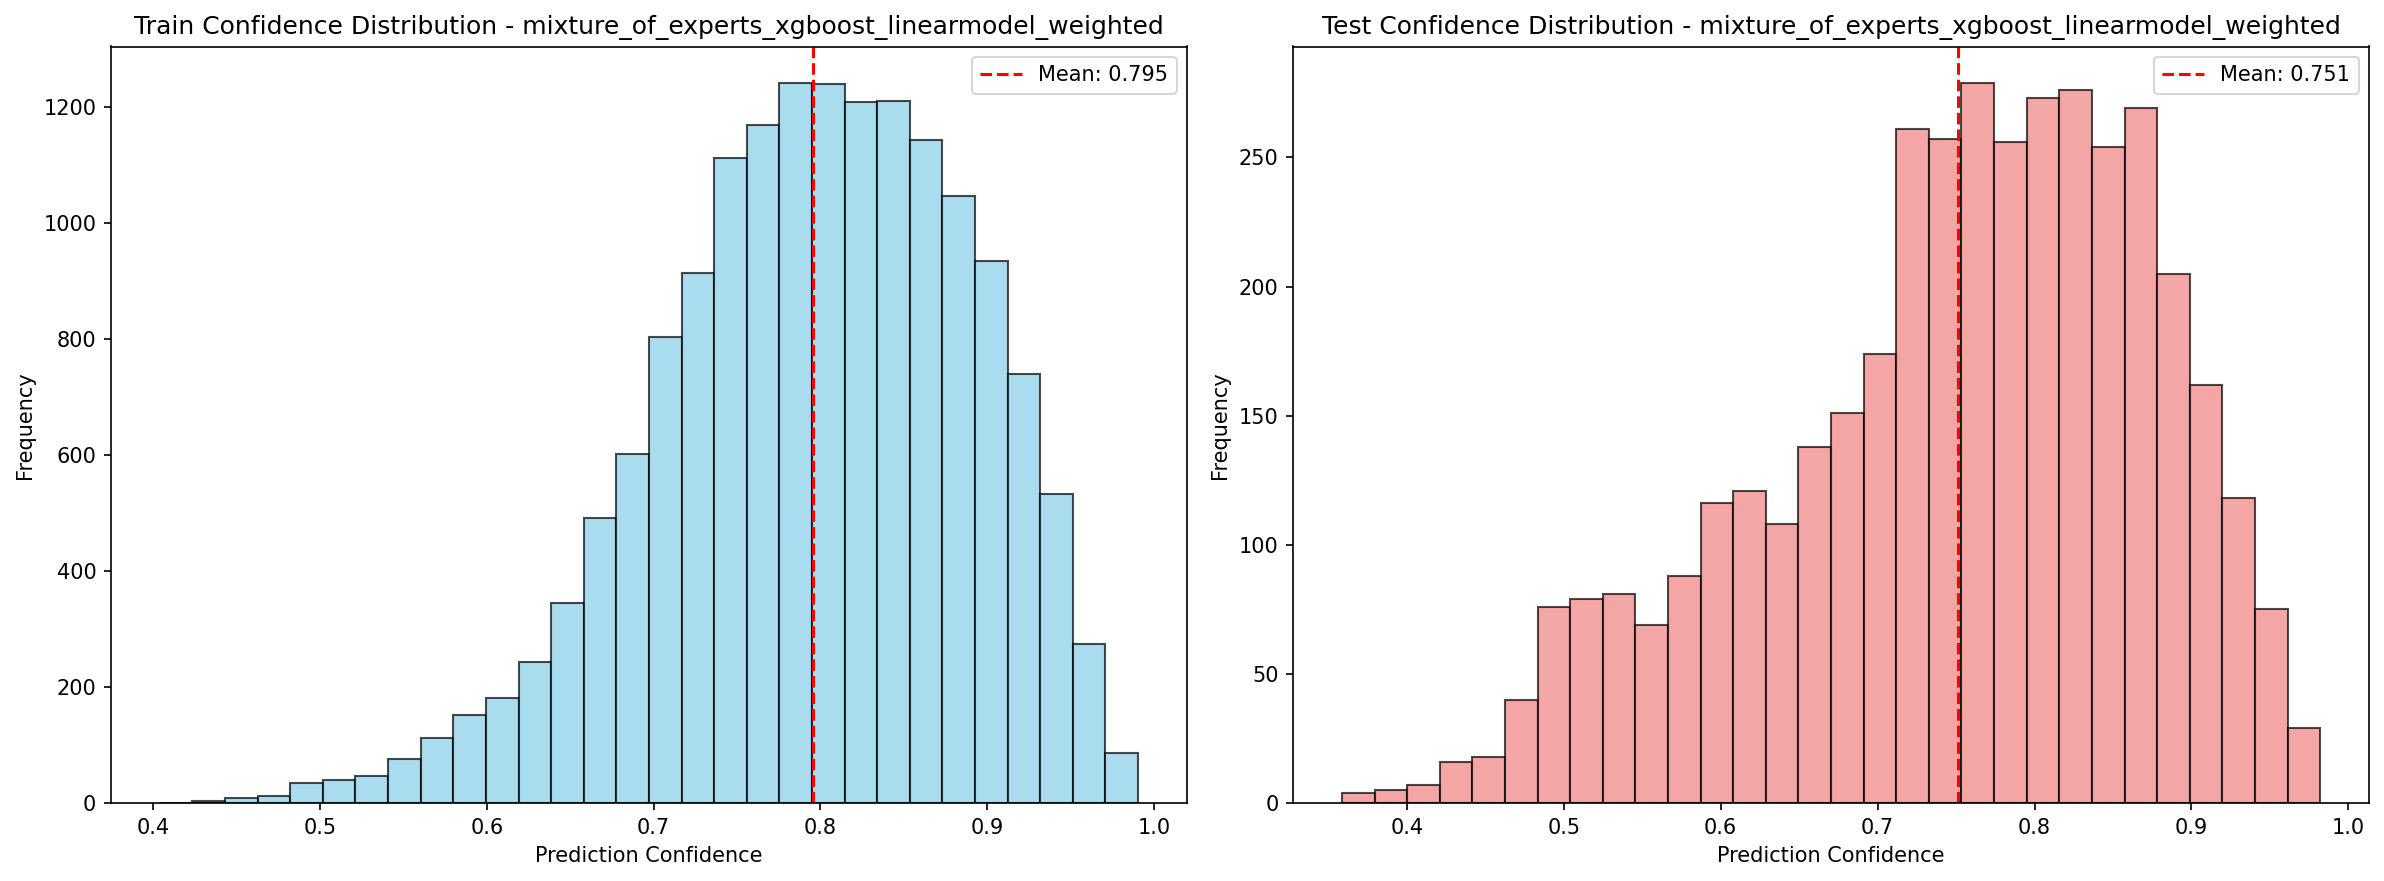 Train Confidence Distribution - mixture_of_experts_xgboost_linearmodel_weighted
Mean: 0.795
1200
1000
800
600
400
200
0
Frequency
0.4 0.5 0.6 0.7 0.8 0.9 1.0
Prediction Confidence
Test Confidence Distribution - mixture_of_experts_xgboost_linearmodel_weighted
Mean: 0.751
250
200
150
100
50
0
Frequency
0.4 0.5 0.6 0.7 0.8 0.9 1.0
Prediction Confidence